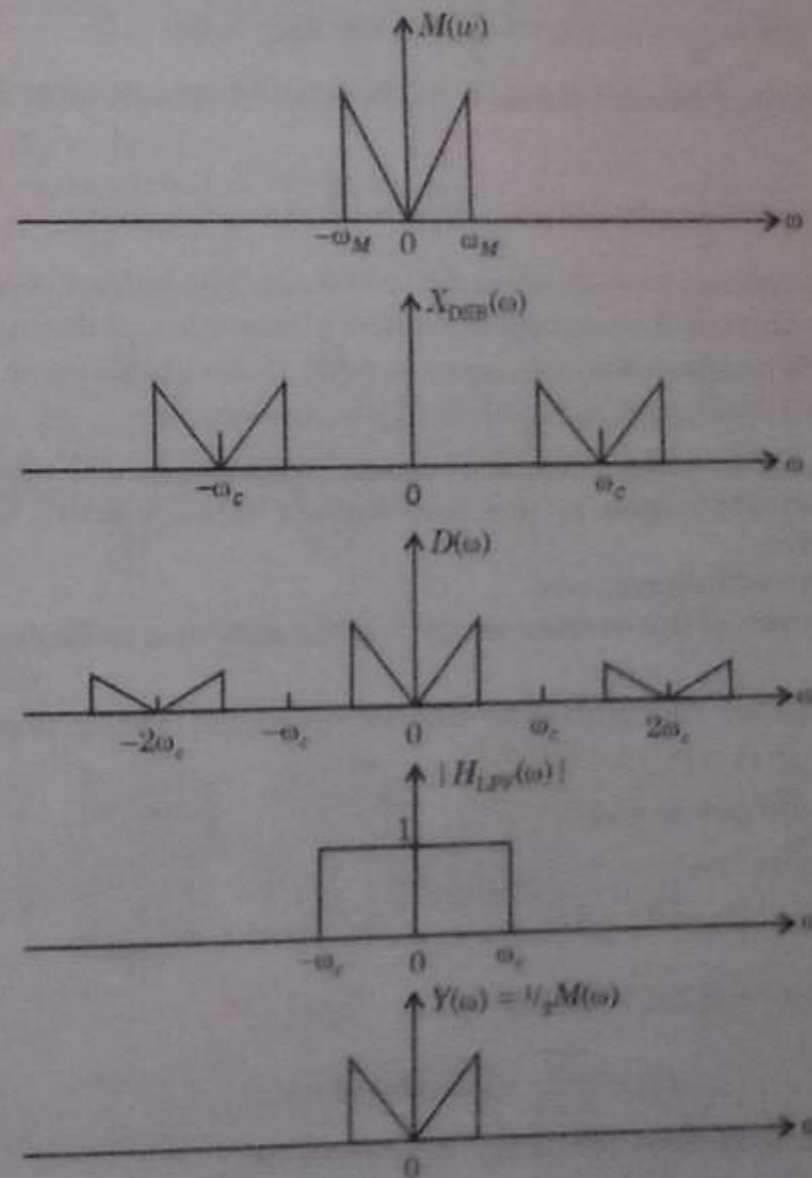 M(w)
-ω_M 0 ω_M ω
X_DSB(ω)
-ω_c 0 ω_c ω
D(ω)
-2ω_c -ω_c 0 ω_c 2ω_c
|H_LPF(ω)|
1
-ω_c 0 ω_c ω
Y(ω) = 1/2 M(ω)
0 ω